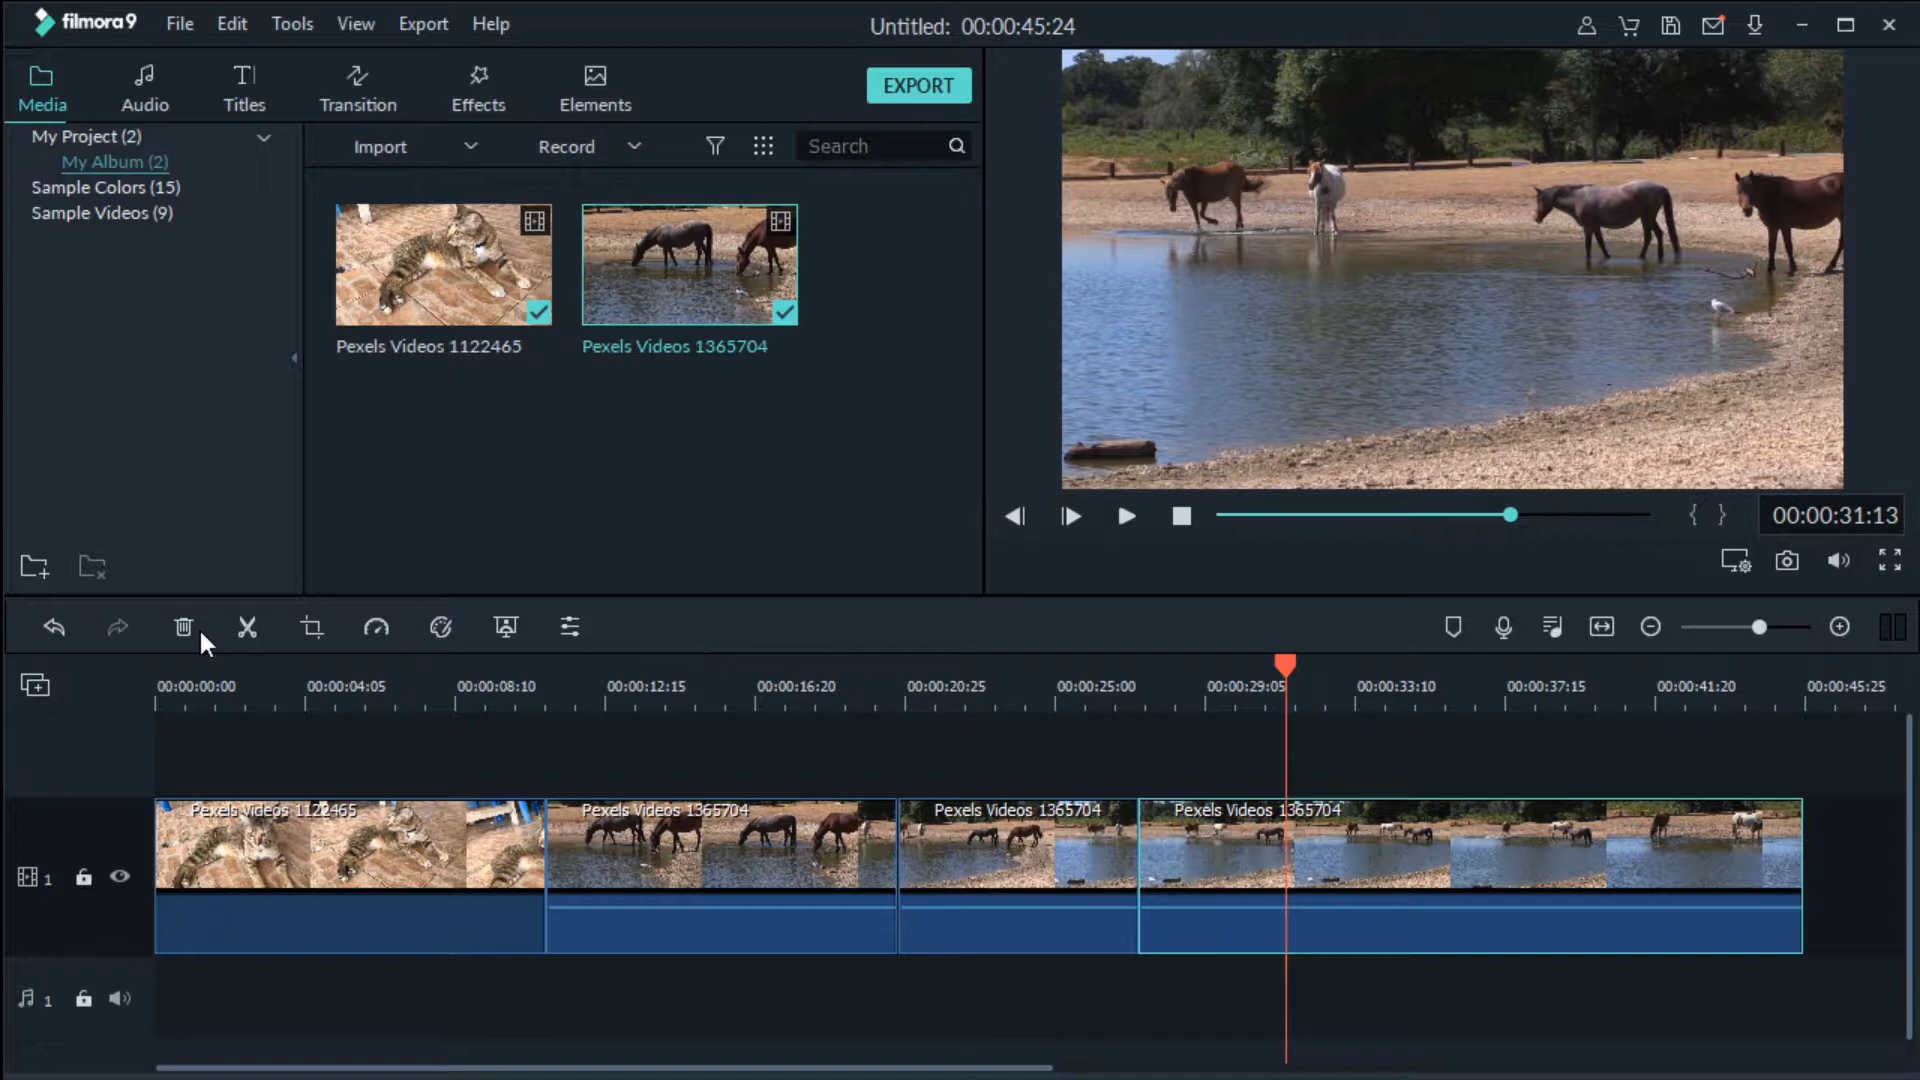 filmora9 File Edit Tools View Export Help Untitled: 00:00:45:24
Media Audio Titles Transition Effects Elements EXPORT
My Project (2)
My Album (2)
Sample Colors (15)
Sample Videos (9)
Import Record Search
Pexels Videos 1122465 Pexels Videos 1365704
00:00:31:13
00:00:00:00 00:00:04:05 00:00:08:10 00:00:12:15 00:00:16:20 00:00:20:25 00:00:25:00 00:00:29:05 00:00:33:10 00:00:37:15 00:00:41:20 00:00:45:25
Pexels Videos 1122465 Pexels Videos 1365704 Pexels Videos 1365704 Pexels Videos 1365704
1
1